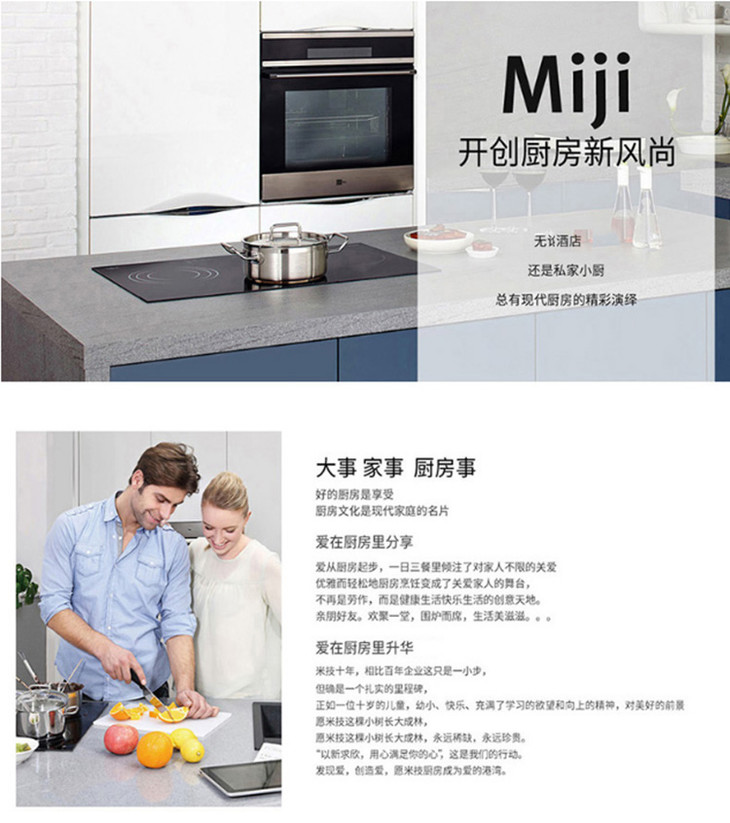 Miji
开创厨房新风尚
无论酒店
还是私家小厨
总有现代厨房的精彩演绎
大事 家事 厨房事
好的厨房是享受
厨房文化是现代家庭的名片
爱在厨房里分享
爱从厨房起步，一日三餐里倾注了对家人不限的关爱
优雅而轻松地厨房烹饪变成了关爱家人的舞台，
不再是劳作，而是健康生活快乐生活的创意天地。
亲朋好友。欢聚一堂，围炉而席，生活美滋滋。。。
爱在厨房里升华
米技十年，相比百年企业这只是一小步，
但确是一个扎实的里程碑，
正如一位十岁的儿童，幼小、快乐、充满了学习的欲望和向上的精神，对美好的前景
愿米技这棵小树长大成林，
愿米技这棵小树长大成林，永远稀缺，永远珍贵。
“以新求欣，用心满足你的心”，这是我们的行动。
发现爱，创造爱，愿米技厨房成为爱的港湾。